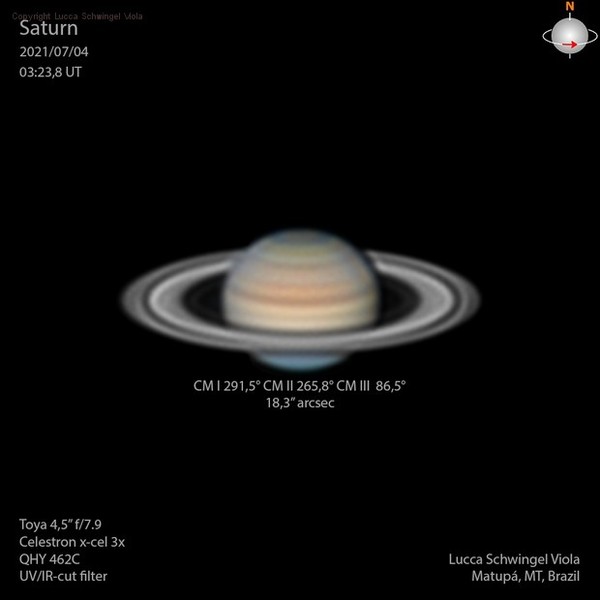 Copyright Lucca Schwingel Viola
Saturn
2021/07/04
03:23,8 UT
N
CM I 291,5° CM II 265,8° CM III 86,5°
18,3" arcsec
Toya 4,5" f/7.9
Celestron x-cel 3x
QHY 462C
UV/IR-cut filter
Lucca Schwingel Viola
Matupá, MT, Brazil